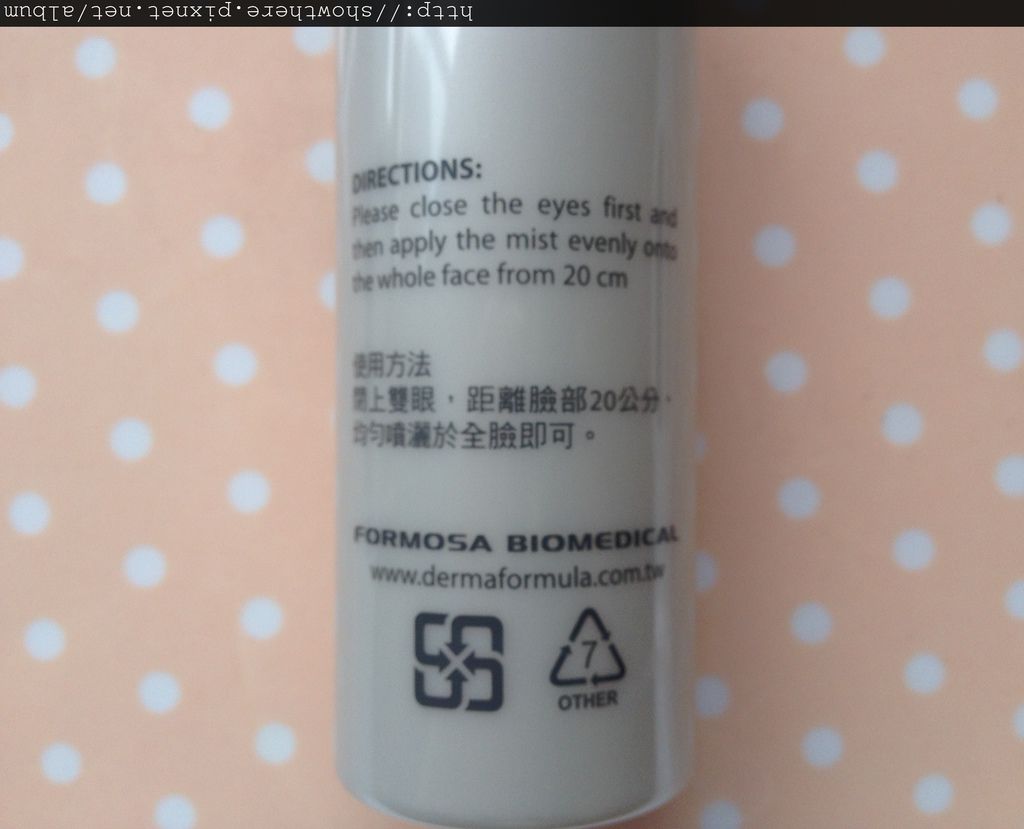 http://showthere.pixnet.net/album
DIRECTIONS:
Please close the eyes first and
then apply the mist evenly onto
the whole face from 20 cm
使用方法
閉上雙眼，距離臉部20公分，
均勻噴灑於全臉即可。
FORMOSA BIOMEDICAL
www.dermaformula.com.tw
7
OTHER